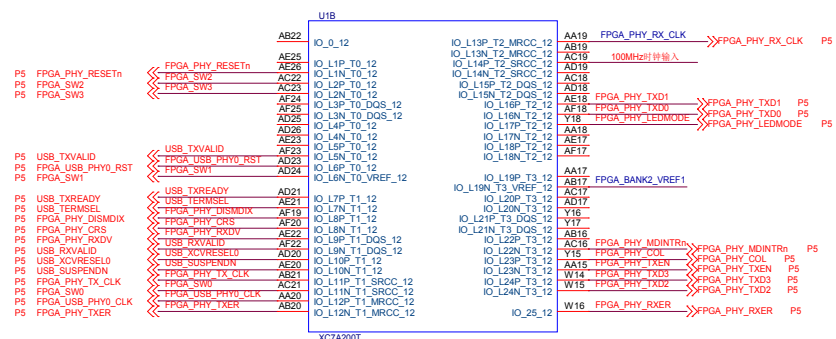 U1B
AB22 IO_0_12
AE25 IO_L1P_T0_12
P5 FPGA_PHY_RESETn FPGA_PHY_RESETn AE26 IO_L1N_T0_12
P5 FPGA_SW2 FPGA_SW2 AC22 IO_L2P_T0_12
P5 FPGA_SW3 FPGA_SW3 AC23 IO_L2N_T0_12
AF24 IO_L3P_T0_DQS_12
AF25 IO_L3N_T0_DQS_12
AD25 IO_L4P_T0_12
AD26 IO_L4N_T0_12
AE23 IO_L5P_T0_12
P5 USB_TXVALID USB_TXVALID AF23 IO_L5N_T0_12
P5 FPGA_USB_PHY0_RST FPGA_USB_PHY0_RST AD23 IO_L6P_T0_12
P5 FPGA_SW1 FPGA_SW1 AD24 IO_L6N_T0_VREF_12
P5 USB_TXREADY USB_TXREADY AD21 IO_L7P_T1_12
P5 USB_TERMSEL USB_TERMSEL AE21 IO_L7N_T1_12
P5 FPGA_PHY_DISMDIX FPGA_PHY_DISMDIX AF19 IO_L8P_T1_12
P5 FPGA_PHY_CRS FPGA_PHY_CRS AF20 IO_L8N_T1_12
P5 FPGA_PHY_RXDV FPGA_PHY_RXDV AE22 IO_L9P_T1_DQS_12
P5 USB_RXVALID USB_RXVALID AF22 IO_L9N_T1_DQS_12
P5 USB_XCVRESEL0 USB_XCVRESEL0 AD20 IO_L10P_T1_12
P5 USB_SUSPENDN USB_SUSPENDN AE20 IO_L10N_T1_12
P5 FPGA_PHY_TX_CLK FPGA_PHY_TX_CLK AB21 IO_L11P_T1_SRCC_12
P5 FPGA_SW0 FPGA_SW0 AC21 IO_L11N_T1_SRCC_12
P5 FPGA_USB_PHY0_CLK FPGA_USB_PHY0_CLK AA20 IO_L12P_T1_MRCC_12
P5 FPGA_PHY_TXER FPGA_PHY_TXER AB20 IO_L12N_T1_MRCC_12
IO_L13P_T2_MRCC_12 AA19 FPGA_PHY_RX_CLK FPGA_PHY_RX_CLK P5
IO_L13N_T2_MRCC_12 AB19
IO_L14P_T2_SRCC_12 AC19 100MHz时钟输入
IO_L14N_T2_SRCC_12 AD19
IO_L15P_T2_DQS_12 AC18
IO_L15N_T2_DQS_12 AD18
IO_L16P_T2_12 AE18 FPGA_PHY_TXD1 FPGA_PHY_TXD1 P5
IO_L16N_T2_12 AF18 FPGA_PHY_TXD0 FPGA_PHY_TXD0 P5
IO_L17P_T2_12 Y18 FPGA_PHY_LEDMODE FPGA_PHY_LEDMODE P5
IO_L17N_T2_12 AA18
IO_L18P_T2_12 AE17
IO_L18N_T2_12 AF17
IO_L19P_T3_12 AA17
IO_L19N_T3_VREF_12 AB17 FPGA_BANK2_VREF1
IO_L20P_T3_12 AC17
IO_L20N_T3_12 AD17
IO_L21P_T3_DQS_12 Y16
IO_L21N_T3_DQS_12 Y17
IO_L22P_T3_12 AB16
IO_L22N_T3_12 AC16 FPGA_PHY_MDINTRn FPGA_PHY_MDINTRn P5
IO_L23P_T3_12 Y15 FPGA_PHY_COL FPGA_PHY_COL P5
IO_L23N_T3_12 AA15 FPGA_PHY_TXEN FPGA_PHY_TXEN P5
IO_L24P_T3_12 W14 FPGA_PHY_TXD3 FPGA_PHY_TXD3 P5
IO_L24N_T3_12 W15 FPGA_PHY_TXD2 FPGA_PHY_TXD2 P5
IO_25_12 W16 FPGA_PHY_RXER FPGA_PHY_RXER P5
XC7A200T